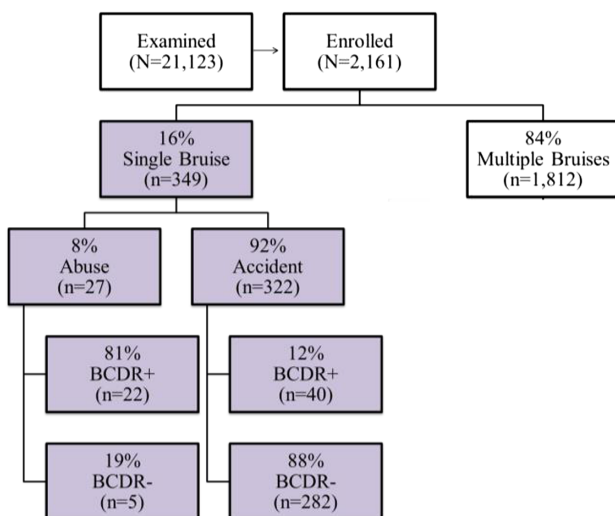 Examined
(N=21,123)
Enrolled
(N=2,161)
16%
Single Bruise
(n=349)
84%
Multiple Bruises
(n=1,812)
8%
Abuse
(n=27)
92%
Accident
(n=322)
81%
BCDR+
(n=22)
12%
BCDR+
(n=40)
19%
BCDR-
(n=5)
88%
BCDR-
(n=282)